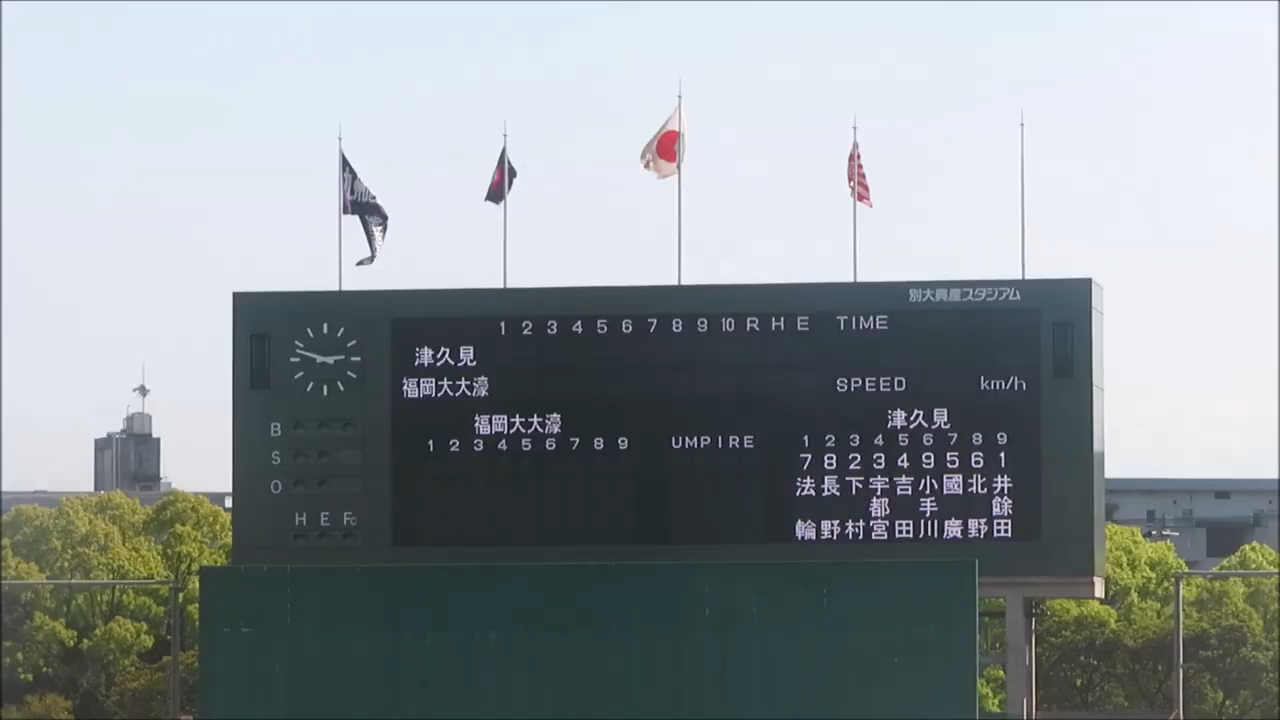 九州
別大興産スタジアム
1 2 3 4 5 6 7 8 9 10 R H E TIME
津久見
福岡大大濠
SPEED km/h
福岡大大濠
1 2 3 4 5 6 7 8 9
UMPIRE
津久見
1 2 3 4 5 6 7 8 9
7 8 2 3 4 9 5 6 1
法長下宇吉小國北井
都手餘
輪野村宮田川廣野田
B
S
O
H E Fc